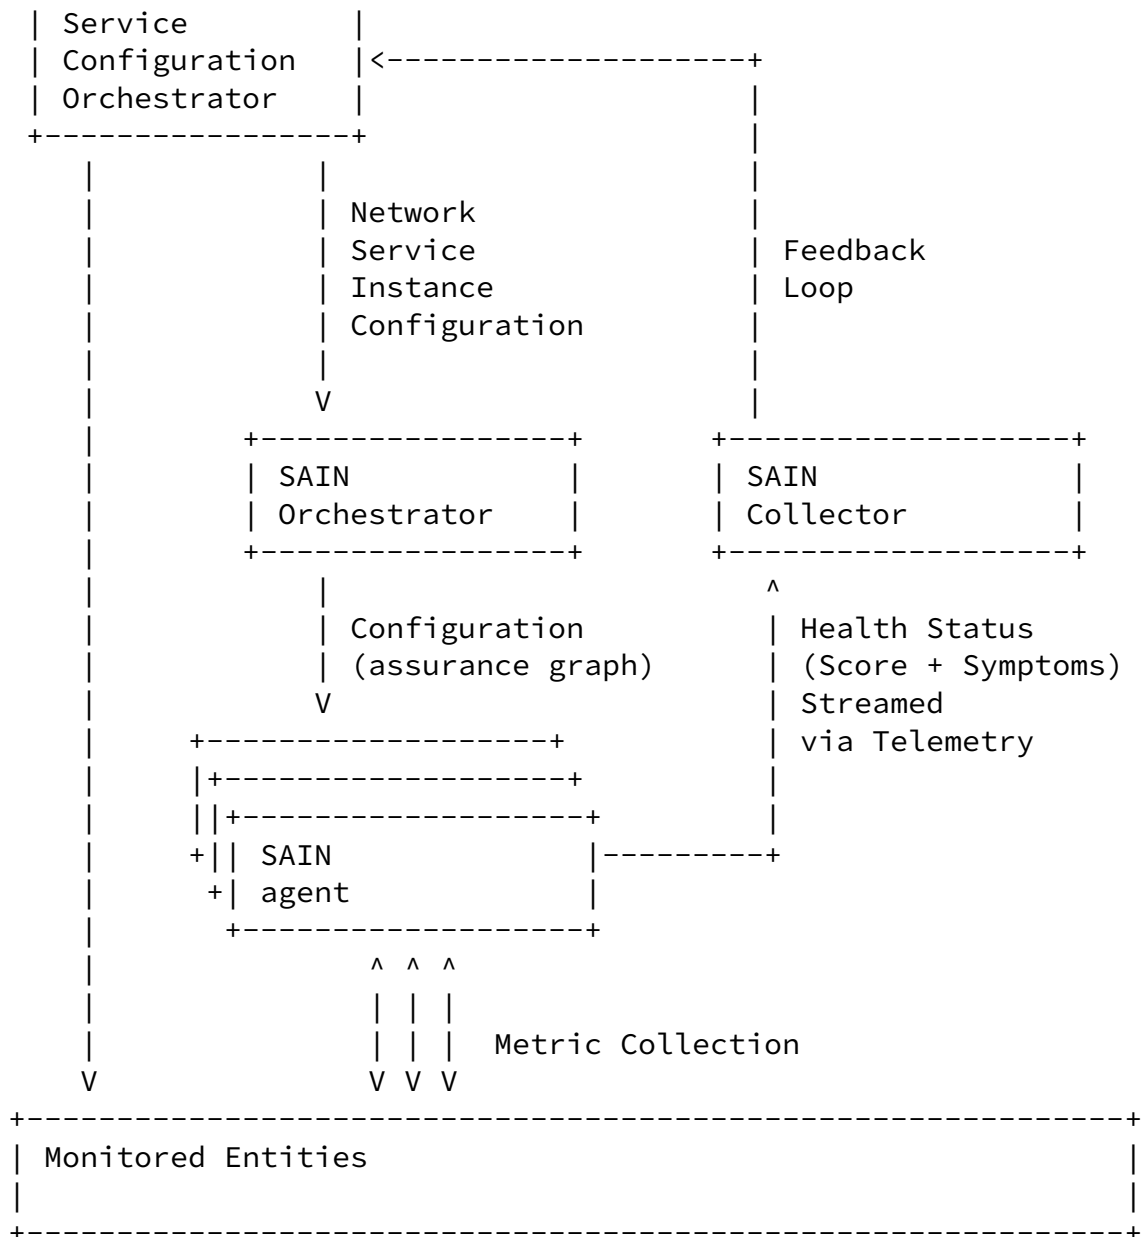 | Service         |
| Configuration   |<--------------------+
| Orchestrator    |                     |
+-----------------+                     |
   |            |                       |
   |            | Network               |
   |            | Service               | Feedback
   |            | Instance              | Loop
   |            | Configuration         |
   |            |                       |
   |            V                       |
   |        +-----------------+       +-------------------+
   |        | SAIN            |       | SAIN              |
   |        | Orchestrator    |       | Collector         |
   |        +-----------------+       +-------------------+
   |            |                        ^
   |            | Configuration          | Health Status
   |            | (assurance graph)      | (Score + Symptoms)
   |            V                        | Streamed
   |     +-------------------+           | via Telemetry
   |     |+-------------------+          |
   |     ||+-------------------+         |
   |     +|| SAIN              |---------+
   |      +| agent             |
   |       +-------------------+
   |               ^ ^ ^
   |               | | |
   |               | | |  Metric Collection
   V               V V V
+-------------------------------------------------------------+
| Monitored Entities                                          |
|                                                             |
+-------------------------------------------------------------+